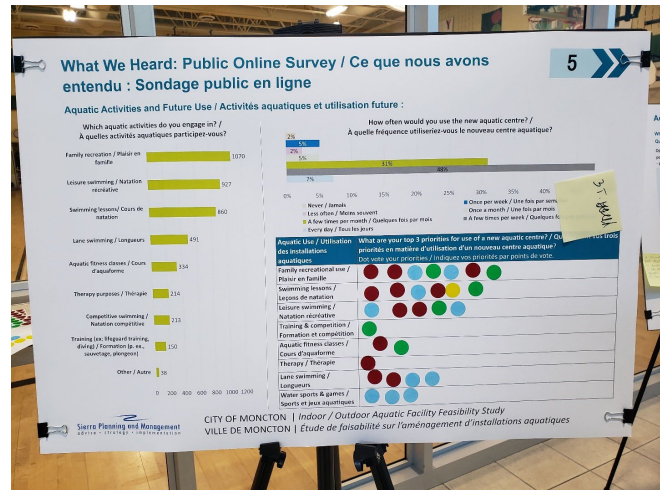 What We Heard: Public Online Survey / Ce que nous avons
entendu : Sondage public en ligne
5
Aquatic Activities and Future Use / Activités aquatiques et utilisation future :
Which aquatic activities do you engage in? /
À quelles activités aquatiques participez-vous?
Family recreation / Plaisir en
famille
1070
Leisure swimming / Natation
récréative
927
Swimming lessons / Cours de
natation
860
Lane swimming / Longueurs
491
Aquatic fitness classes / Cours
d'aquaforme
334
Therapy purposes / Thérapie
214
Competitive swimming /
Natation compétitive
213
Training (ex: lifeguard training,
diving) / Formation (p. ex.,
sauvetage, plongeon)
150
Other / Autre
36
0 200 400 600 800 1000 1200
How often would you use the new aquatic centre? /
À quelle fréquence utiliseriez-vous le nouveau centre aquatique?
2%
5%
2%
5%
31%
48%
7%
0% 5% 10% 15% 20% 25% 30% 35% 40%
Never / Jamais
Less often / Moins souvent
A few times per month / Quelques fois par mois
Every day / Tous les jours
Once per week / Une fois par
Once a month / Une fois par mois
A few times per week / Quelques
Aquatic Use / Utilisation
des installations
aquatiques
What are your top 3 priorities for use of a new aquatic centre? / trois
priorités en matière d'utilisation d'un nouveau centre aquatique?
Dot vote your priorities / Indiquez vos priorités par points de vote.
Family recreational use /
Plaisir en famille
Swimming lessons /
Leçons de natation
Leisure swimming /
Natation récréative
Training & competition /
Formation et compétition
Aquatic fitness classes /
Cours d'aquaforme
Therapy / Thérapie
Lane swimming /
Longueurs
Water sports & games /
Sports et jeux aquatiques
Sierra Planning and Management
advice • strategy • implementation
CITY OF MONCTON | Indoor / Outdoor Aquatic Facility Feasibility Study
VILLE DE MONCTON | Étude de faisabilité sur l'aménagement d'installations aquatiques